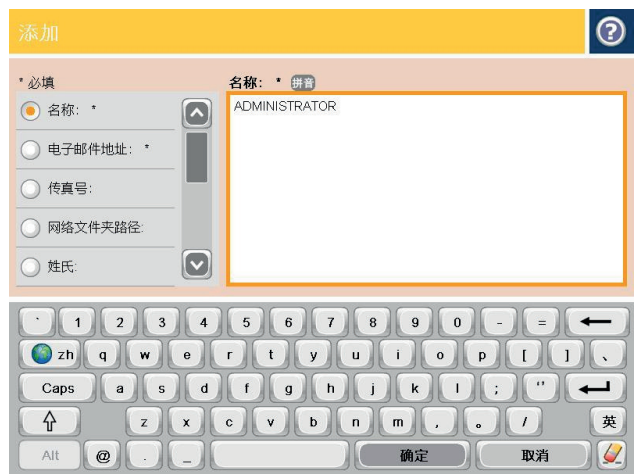 添加
* 必填
名称: * 拼音
名称: *
ADMINISTRATOR
电子邮件地址: *
传真号:
网络文件夹路径:
姓氏:
` 1 2 3 4 5 6 7 8 9 0 - =
zh q w e r t y u i o p [ ] 、
Caps a s d f g h j k l ; ‘’
z x c v b n m , 。 / 英
Alt @ . _ 确定 取消